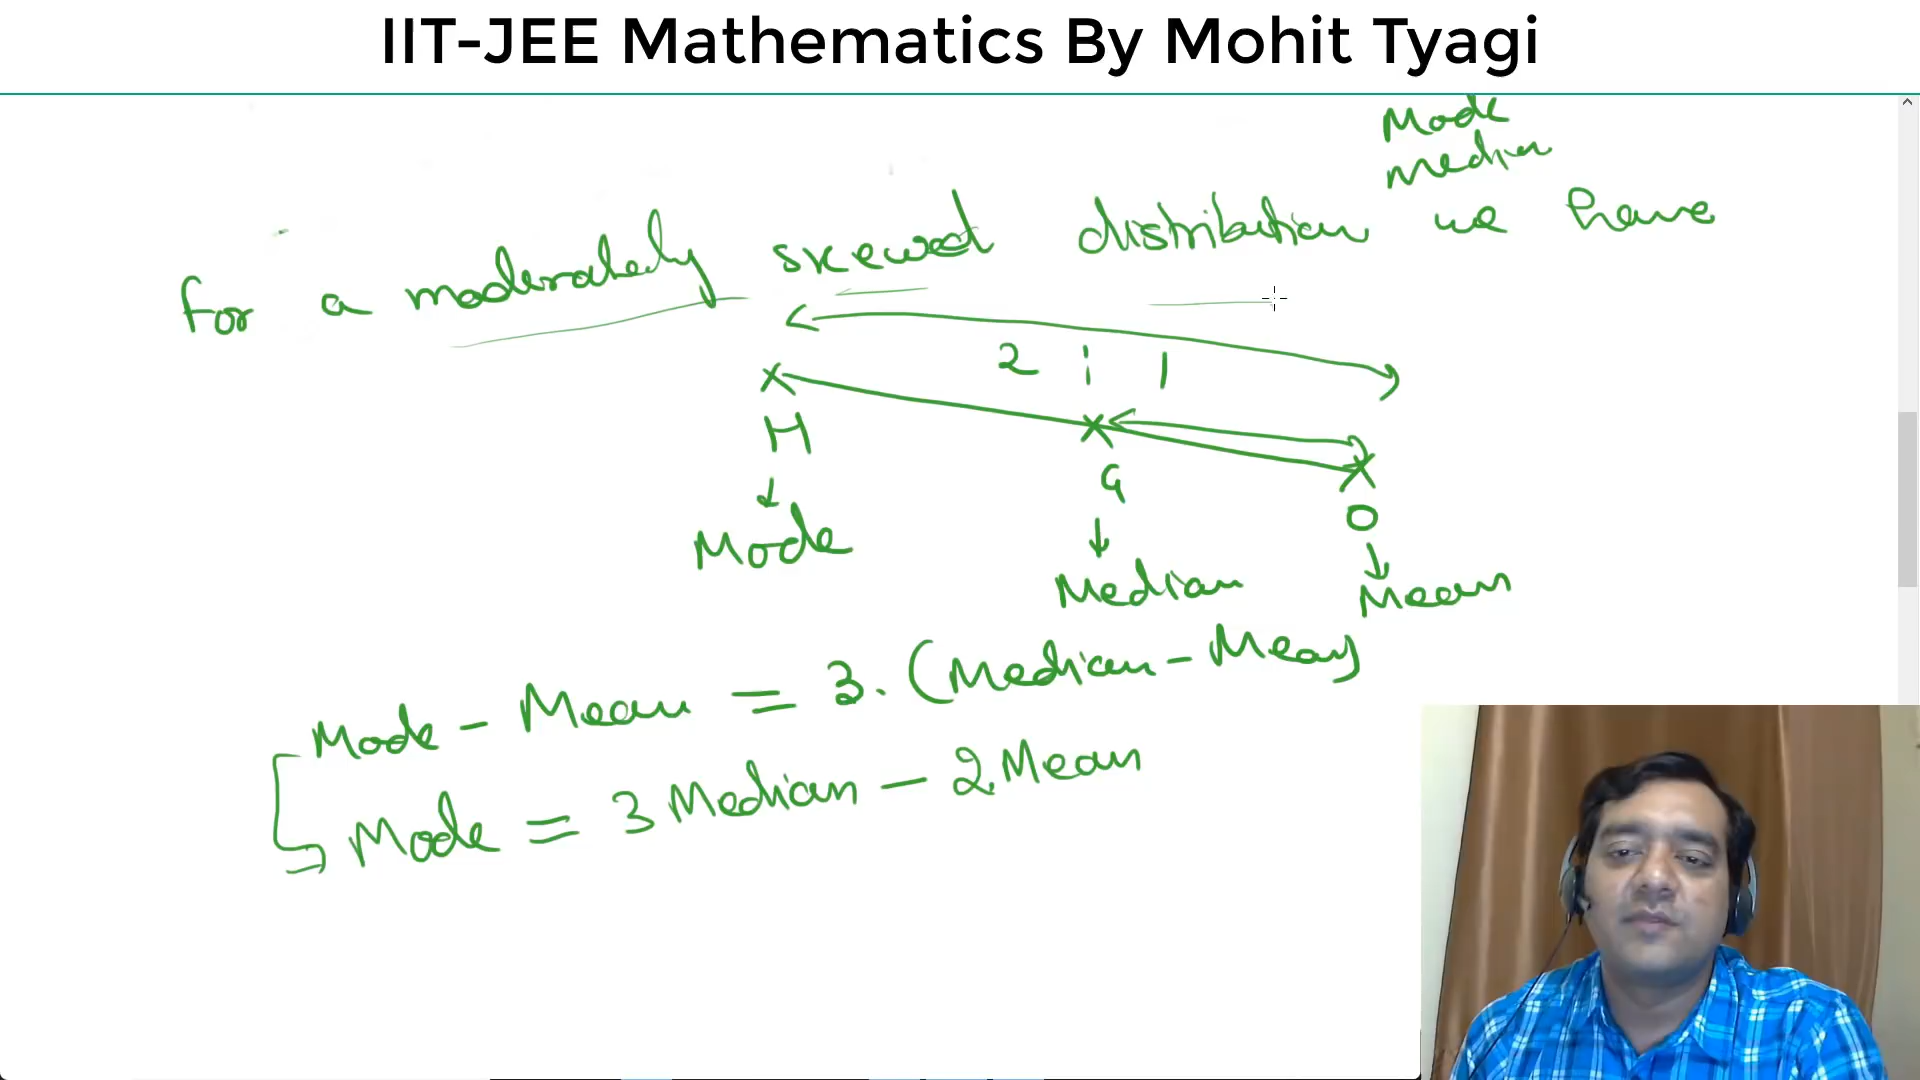 IIT-JEE Mathematics By Mohit Tyagi
Mode
median
for a moderately skewed distribution we have
2 : 1
H G O
Mode Median Mean
Mode - Mean = 3. (Median - Mean)
Mode = 3 Median - 2 Mean